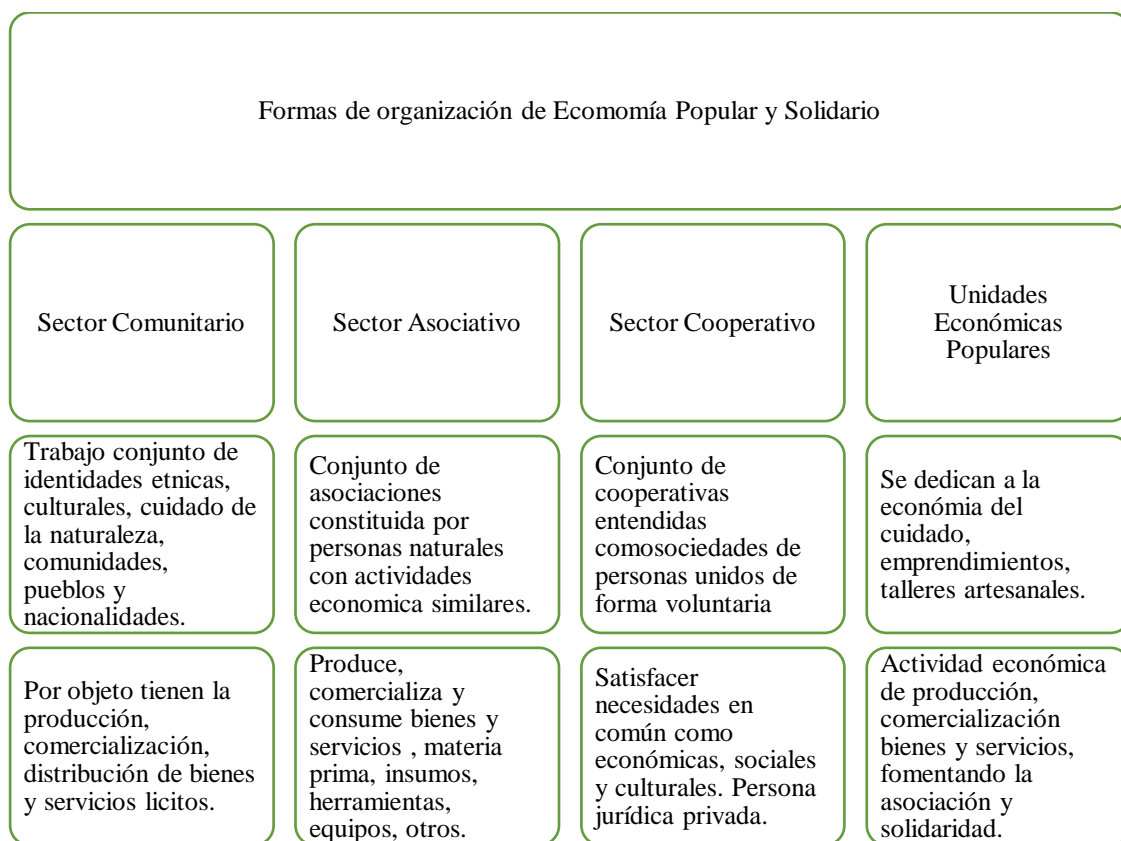 Formas de organización de Ecomomía Popular y Solidario
Sector Comunitario
Sector Asociativo
Sector Cooperativo
Unidades
Económicas
Populares
Trabajo conjunto de
identidades etnicas,
culturales, cuidado de
la naturaleza,
comunidades,
pueblos y
nacionalidades.
Conjunto de
asociaciones
constituida por
personas naturales
con actividades
economica similares.
Conjunto de
cooperativas
entendidas
comosociedades de
personas unidos de
forma voluntaria
Se dedican a la
económia del
cuidado,
emprendimientos,
talleres artesanales.
Por objeto tienen la
producción,
comercialización,
distribución de bienes
y servicios licitos.
Produce,
comercializa y
consume bienes y
servicios , materia
prima, insumos,
herramientas,
equipos, otros.
Satisfacer
necesidades en
común como
económicas, sociales
y culturales. Persona
jurídica privada.
Actividad económica
de producción,
comercialización
bienes y servicios,
fomentando la
asociación y
solidaridad.